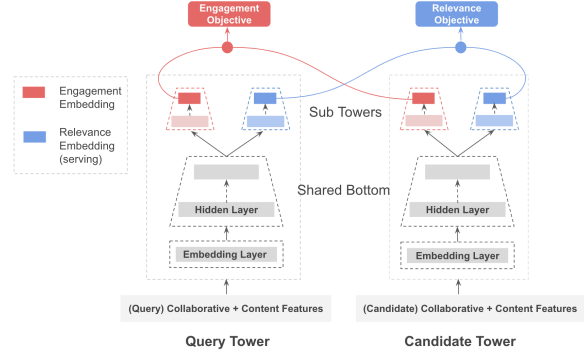 Engagement
Objective
Relevance
Objective
Engagement
Embedding
Relevance
Embedding
(serving)
Sub Towers
Shared Bottom
Hidden Layer
Hidden Layer
Embedding Layer
Embedding Layer
(Query) Collaborative + Content Features
(Candidate) Collaborative + Content Features
Query Tower
Candidate Tower